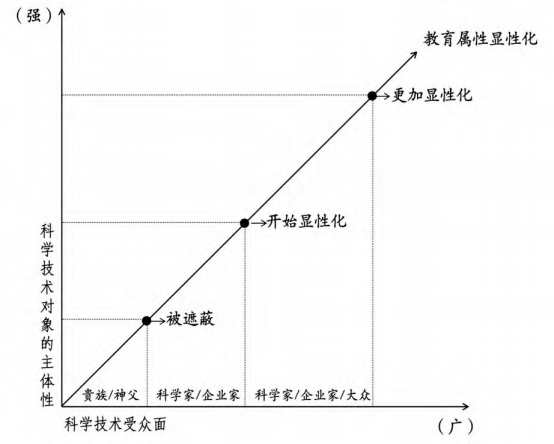 （强）
教育属性显性化
更加显性化
开始显性化
科学技术对象的主体性
被遮蔽
贵族/神父
科学家/企业家
科学家/企业家/大众
科学技术受众面
（广）